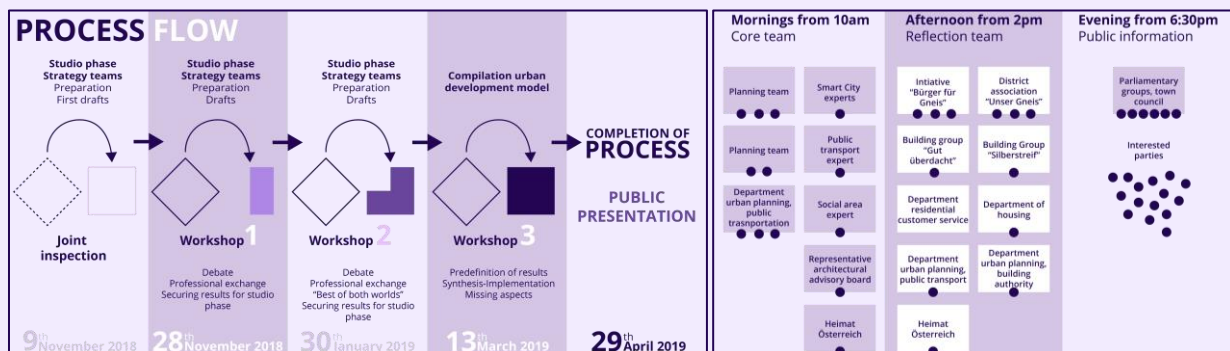 PROCESS FLOW
Studio phase
Strategy teams
Preparation
First drafts
Joint
inspection
9th November 2018
Studio phase
Strategy teams
Preparation
Drafts
Workshop 1
Debate
Professional exchange
Securing results for studio
phase
28th November 2018
Studio phase
Strategy teams
Preparation
Drafts
Workshop 2
Debate
Professional exchange
"Best of both worlds"
Securing results for studio
phase
30th January 2019
Compilation urban
development model
Workshop 3
Predefinition of results
Synthesis-Implementation
Missing aspects
13th March 2019
COMPLETION OF
PROCESS
PUBLIC
PRESENTATION
29th April 2019
Mornings from 10am
Core team
Planning team
Smart City
experts
Planning team
Public
transport
expert
Department
urban planning,
public
trasnportation
Social area
expert
Representative
architectural
advisory board
Heimat
Österreich
Afternoon from 2pm
Reflection team
Intiative
"Bürger für
Gneis"
District
association
"Unser Gneis"
Building group
"Gut
überdacht"
Building Group
"Silberstreif"
Department
residential
customer service
Department of
housing
Department
urban planning,
public transport
Department
urban planning,
building
authority
Heimat
Österreich
Evening from 6:30pm
Public information
Parliamentary
groups, town
council
Interested
parties